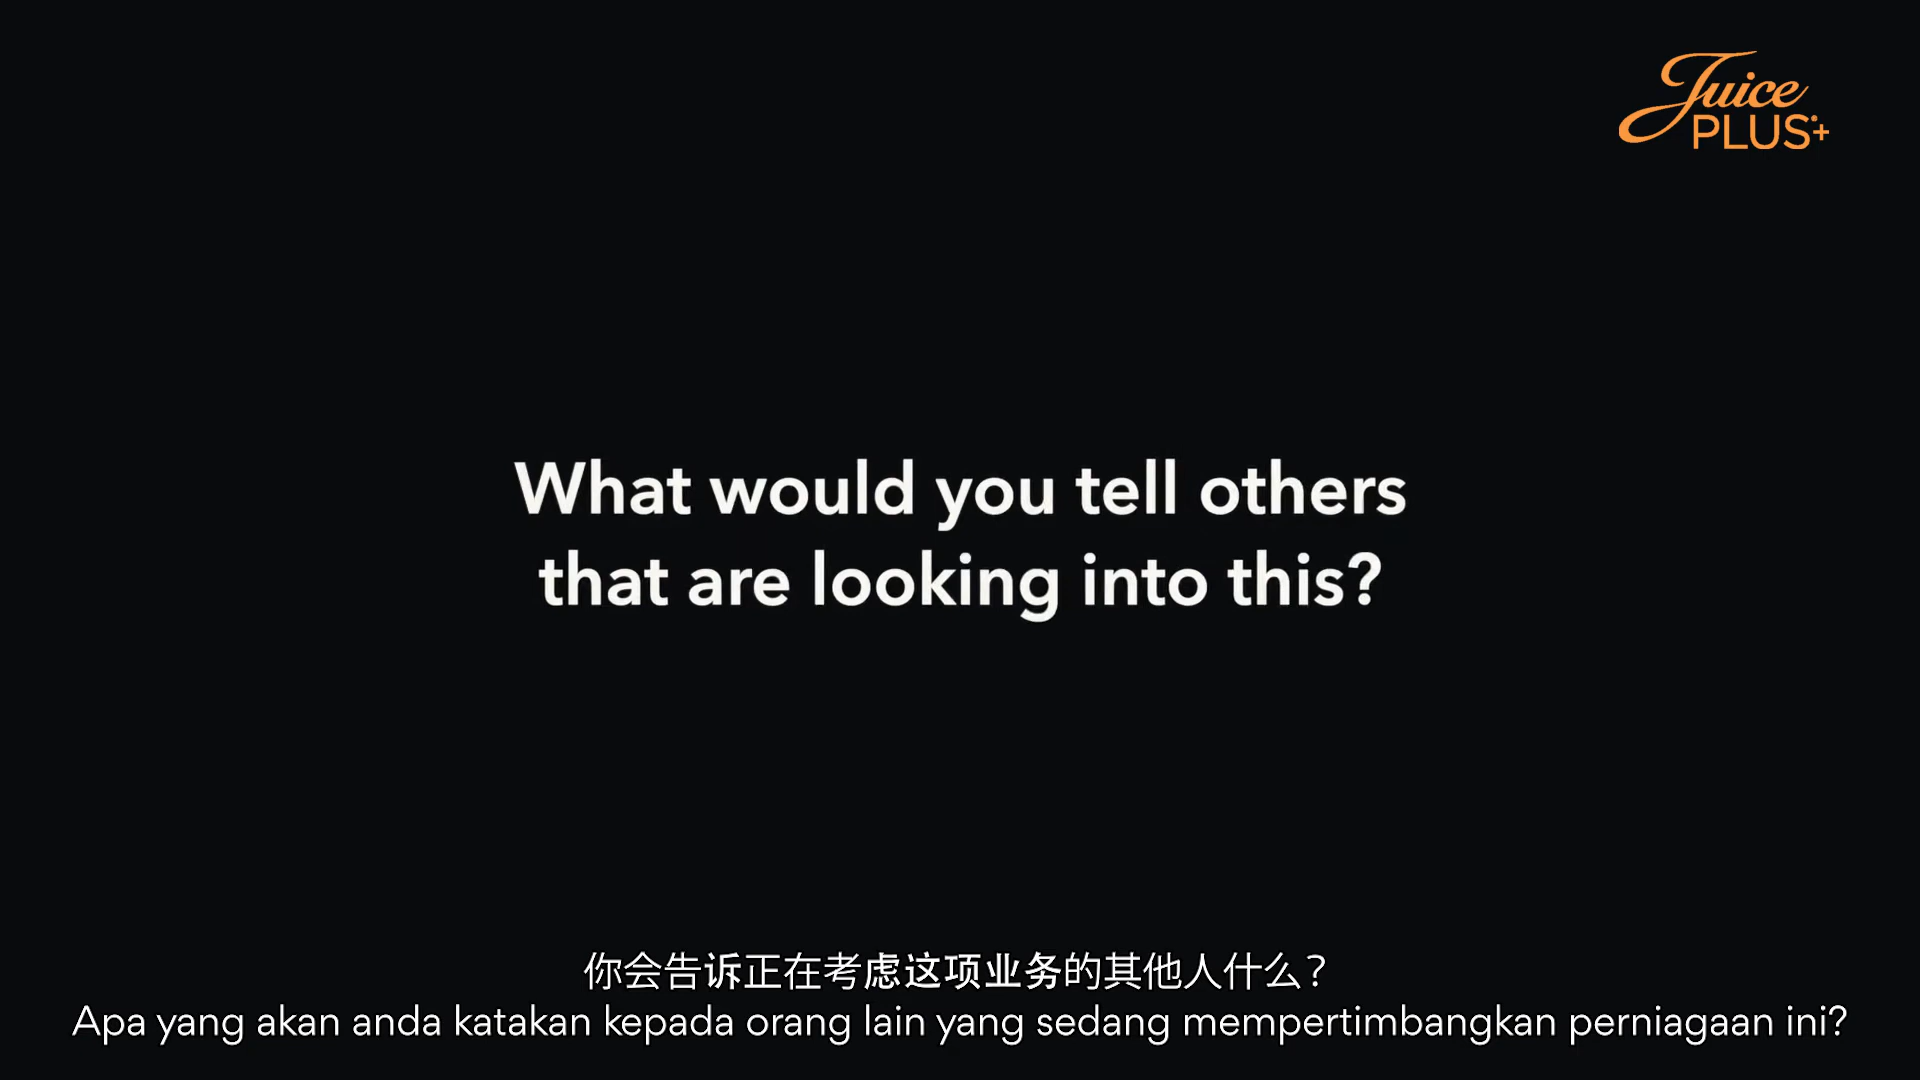 Juice
PLUS+
What would you tell others
that are looking into this?
你会告诉正在考虑这项业务的其他人什么？
Apa yang akan anda katakan kepada orang lain yang sedang mempertimbangkan perniagaan ini?